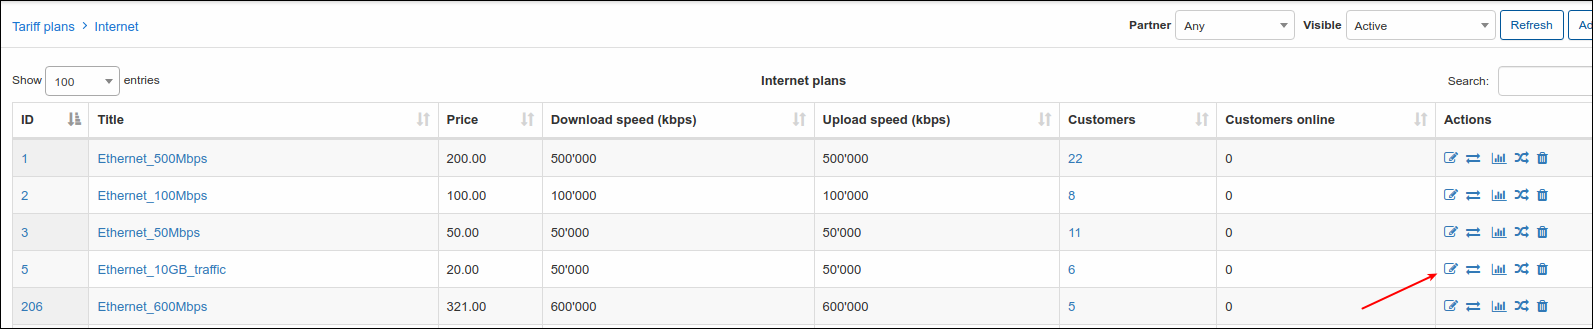 Tariff plans > Internet Partner Any Visible Active Refresh
Show 100 entries Internet plans Search:
ID Title Price Download speed (kbps) Upload speed (kbps) Customers Customers online Actions
1 Ethernet_500Mbps 200.00 500'000 500'000 22 0
2 Ethernet_100Mbps 100.00 100'000 100'000 8 0
3 Ethernet_50Mbps 50.00 50'000 50'000 11 0
5 Ethernet_10GB_traffic 20.00 50'000 50'000 6 0
206 Ethernet_600Mbps 321.00 600'000 600'000 5 0